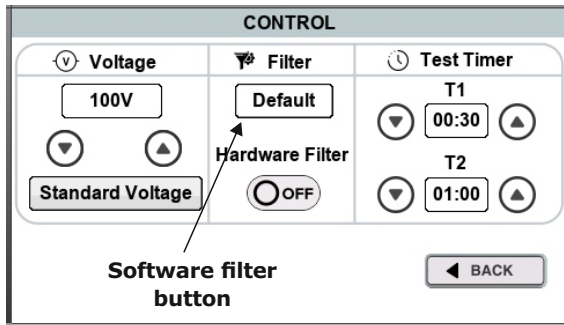 CONTROL
V Voltage
Filter
Test Timer
100V
Default
T1
00:30
Hardware Filter
T2
Standard Voltage
OFF
01:00
Software filter
button
BACK